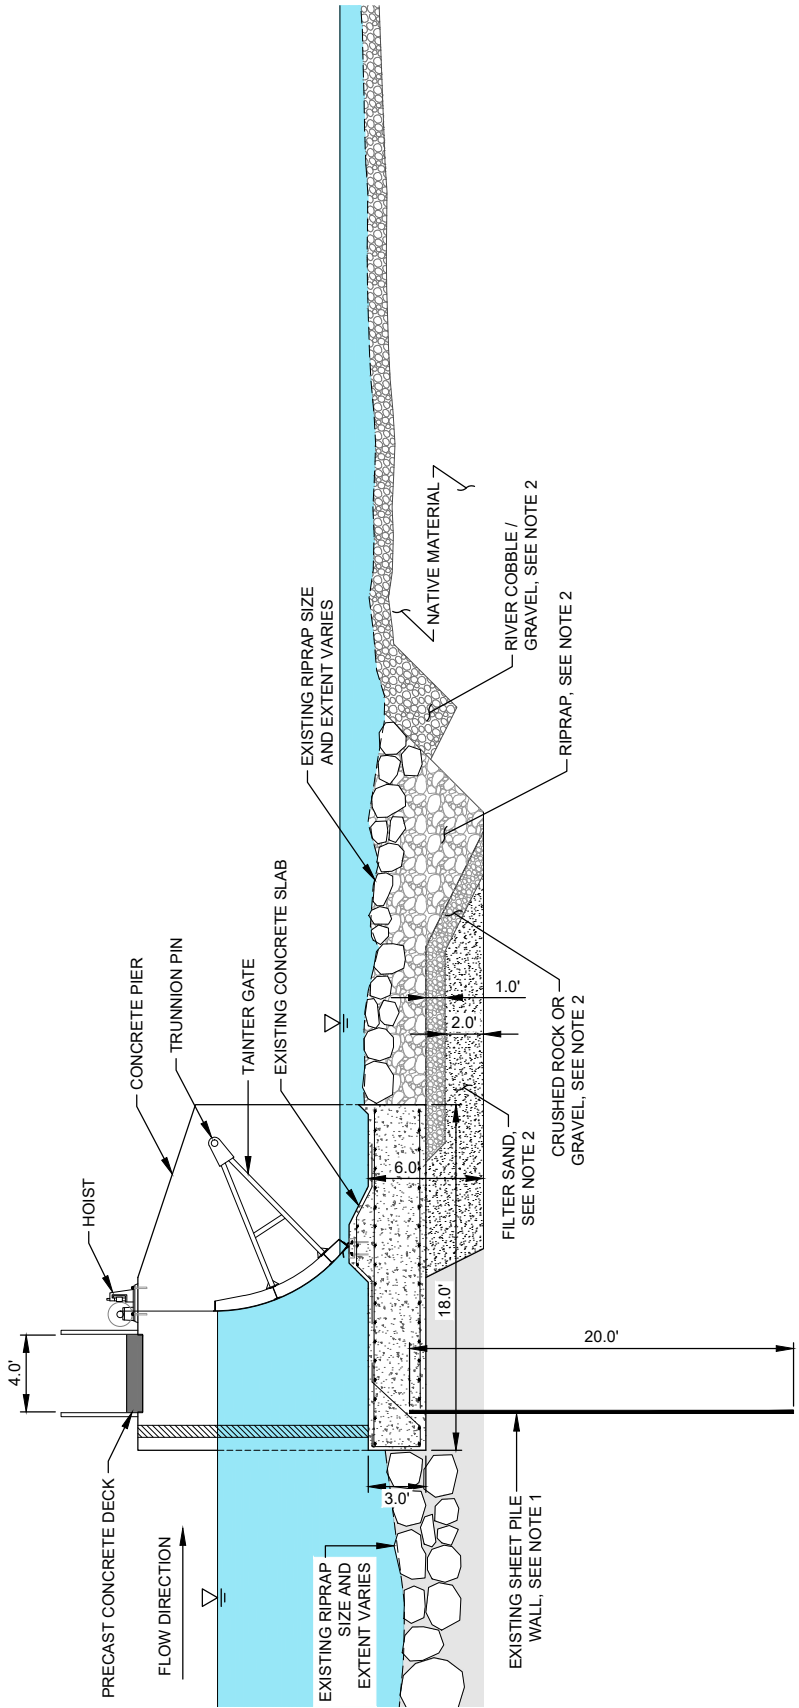 PRECAST CONCRETE DECK
4.0'
HOIST
CONCRETE PIER
TRUNNION PIN
TAINTER GATE
EXISTING CONCRETE SLAB
EXISTING RIPRAP SIZE
AND EXTENT VARIES
FLOW DIRECTION
EXISTING RIPRAP
SIZE AND
EXTENT VARIES
3.0'
EXISTING SHEET PILE
WALL, SEE NOTE 1
20.0'
18.0'
6.0'
FILTER SAND,
SEE NOTE 2
2.0'
1.0'
CRUSHED ROCK OR
GRAVEL, SEE NOTE 2
RIPRAP, SEE NOTE 2
RIVER COBBLE /
GRAVEL, SEE NOTE 2
NATIVE MATERIAL